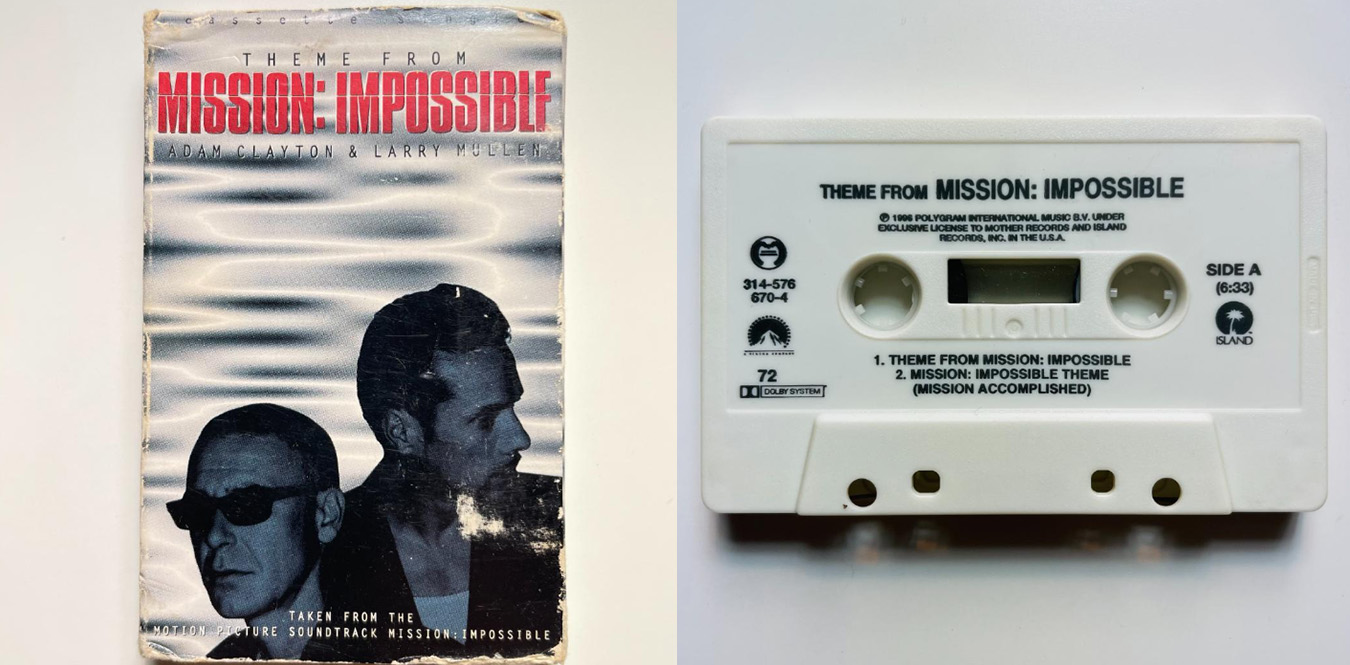 cassette single
THEME FROM
MISSION: IMPOSSIBLE
ADAM CLAYTON & LARRY MULLEN
TAKEN FROM THE
MOTION PICTURE SOUNDTRACK MISSION: IMPOSSIBLE
THEME FROM MISSION: IMPOSSIBLE
℗ 1996 POLYGRAM INTERNATIONAL MUSIC B.V. UNDER
EXCLUSIVE LICENSE TO MOTHER RECORDS AND ISLAND
RECORDS, INC. IN THE U.S.A.
314-576
670-4
SIDE A
(6:33)
ISLAND
1. THEME FROM MISSION: IMPOSSIBLE
2. MISSION: IMPOSSIBLE THEME
(MISSION ACCOMPLISHED)
72
DOLBY SYSTEM